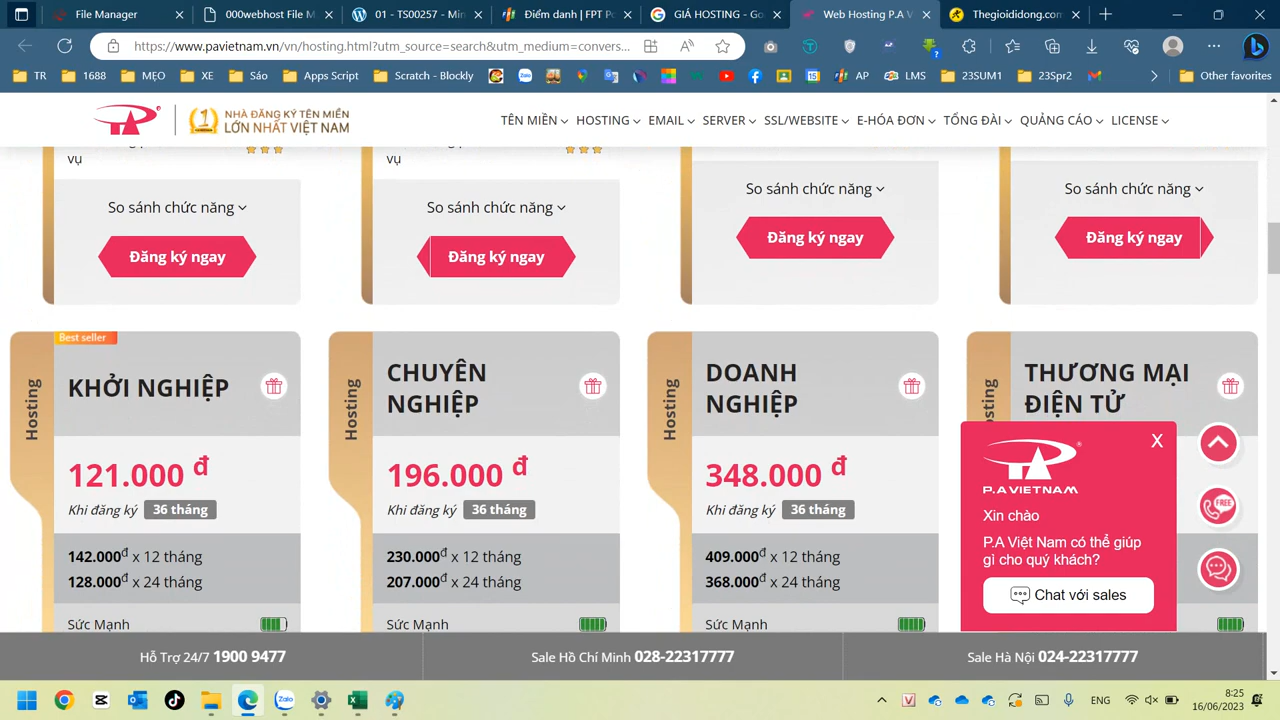 File Manager
000webhost File M
01 - TS00257 - Min
Điểm danh | FPT Po
GIÁ HOSTING - Go
Web Hosting P.A V
Thegioididong.com
https://www.pavietnam.vn/vn/hosting.html?utm_source=search&utm_medium=convers...
TR
1688
MẸO
XE
Sáo
Apps Script
Scratch - Blockly
AP
LMS
23SUM1
23Spr2
Other favorites
NHÀ ĐĂNG KÝ TÊN MIỀN
LỚN NHẤT VIỆT NAM
TÊN MIỀN HOSTING EMAIL SERVER SSL/WEBSITE E-HÓA ĐƠN TỔNG ĐÀI QUẢNG CÁO LICENSE
vụ
vụ
So sánh chức năng
So sánh chức năng
So sánh chức năng
So sánh chức năng
Đăng ký ngay
Đăng ký ngay
Đăng ký ngay
Đăng ký ngay
Best seller
Hosting
KHỞI NGHIỆP
121.000 đ
Khi đăng ký 36 tháng
142.000đ x 12 tháng
128.000đ x 24 tháng
Sức Mạnh
Hosting
CHUYÊN
NGHIỆP
196.000 đ
Khi đăng ký 36 tháng
230.000đ x 12 tháng
207.000đ x 24 tháng
Sức Mạnh
Hosting
DOANH
NGHIỆP
348.000 đ
Khi đăng ký 36 tháng
409.000đ x 12 tháng
368.000đ x 24 tháng
Sức Mạnh
THƯƠNG MẠI
ĐIỆN TỬ
X
P.A VIETNAM
Xin chào
P.A Việt Nam có thể giúp
gì cho quý khách?
Chat với sales
FREE
Hỗ Trợ 24/7 1900 9477
Sale Hồ Chí Minh 028-22317777
Sale Hà Nội 024-22317777
ENG
8:25
16/06/2023